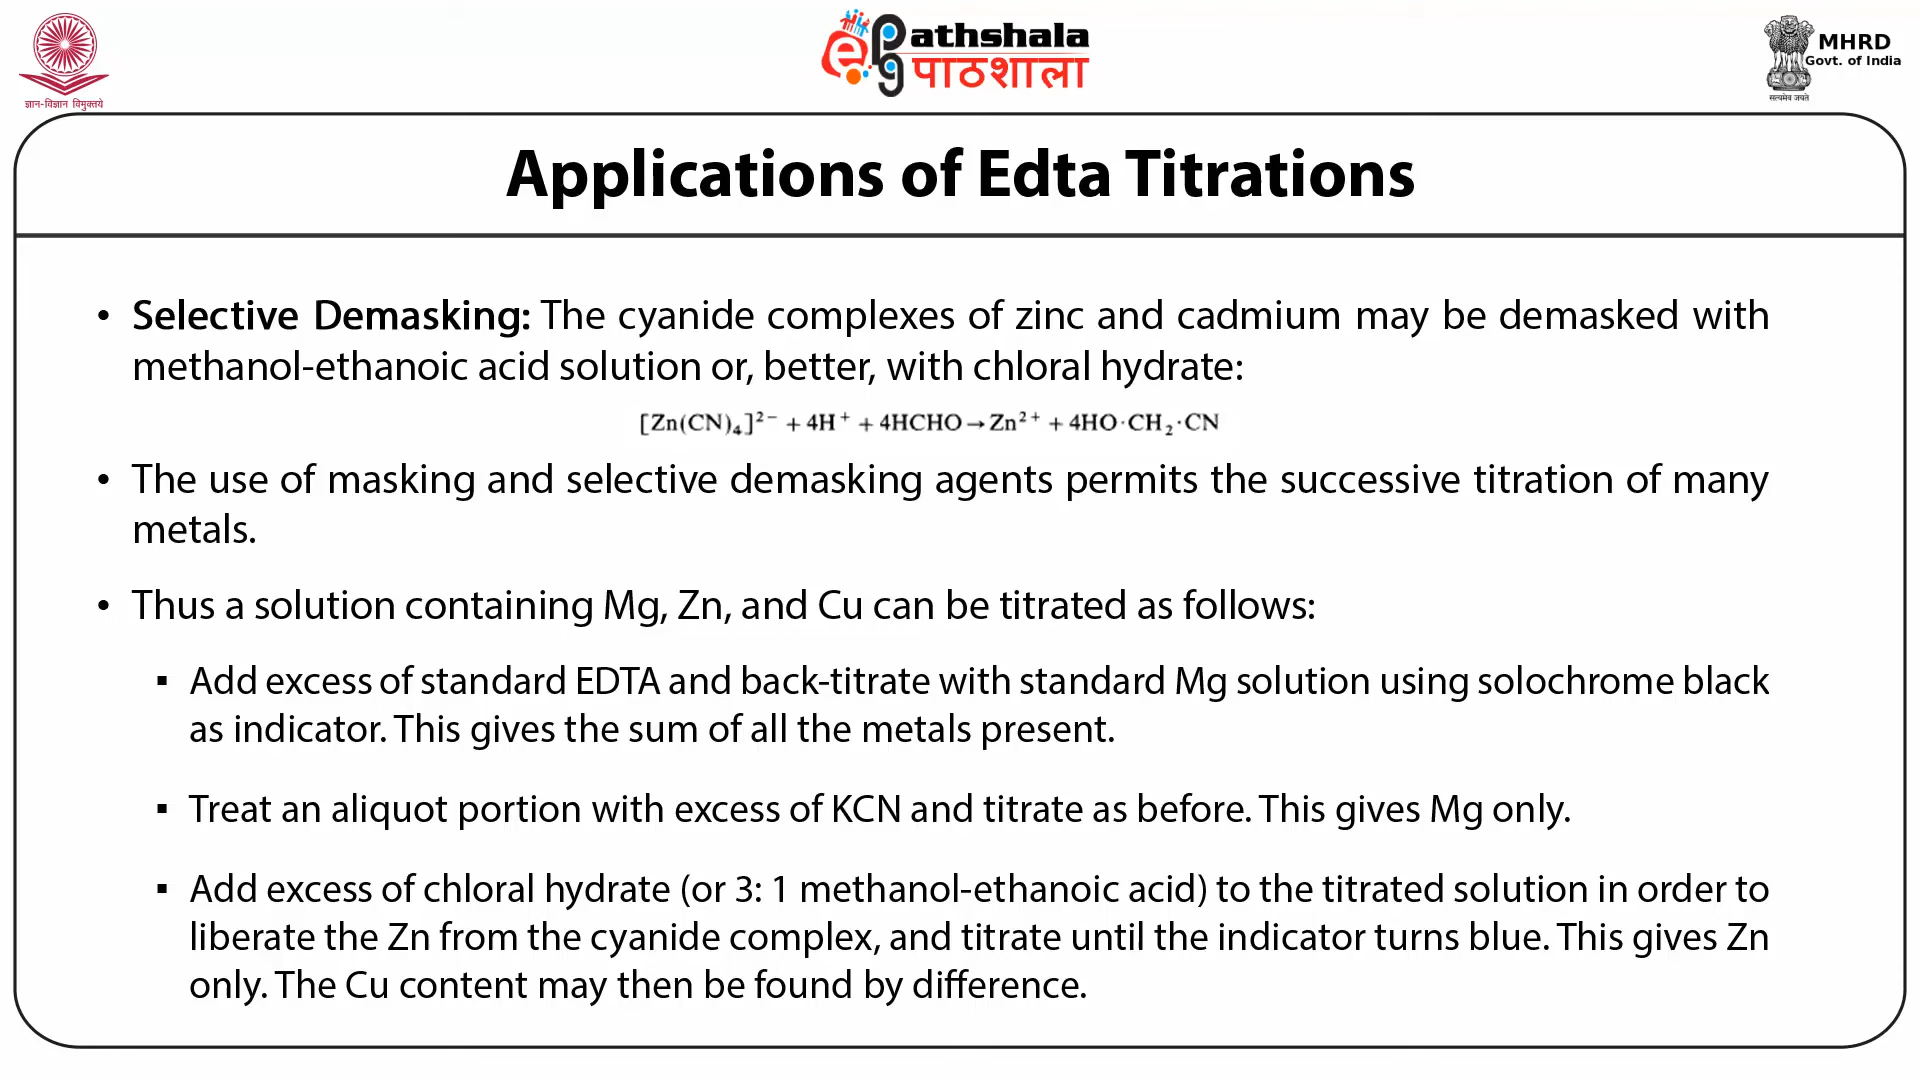 ज्ञान-विज्ञान विमुक्तये
ePathshala
पाठशाला
MHRD
Govt. of India
सत्यमेव जयते
Applications of Edta Titrations
• Selective Demasking: The cyanide complexes of zinc and cadmium may be demasked with
methanol-ethanoic acid solution or, better, with chloral hydrate:
[Zn(CN)₄]²⁻ + 4H⁺ + 4HCHO → Zn²⁺ + 4HO·CH₂·CN
• The use of masking and selective demasking agents permits the successive titration of many
metals.
• Thus a solution containing Mg, Zn, and Cu can be titrated as follows:
▪ Add excess of standard EDTA and back-titrate with standard Mg solution using solochrome black
as indicator. This gives the sum of all the metals present.
▪ Treat an aliquot portion with excess of KCN and titrate as before. This gives Mg only.
▪ Add excess of chloral hydrate (or 3: 1 methanol-ethanoic acid) to the titrated solution in order to
liberate the Zn from the cyanide complex, and titrate until the indicator turns blue. This gives Zn
only. The Cu content may then be found by difference.